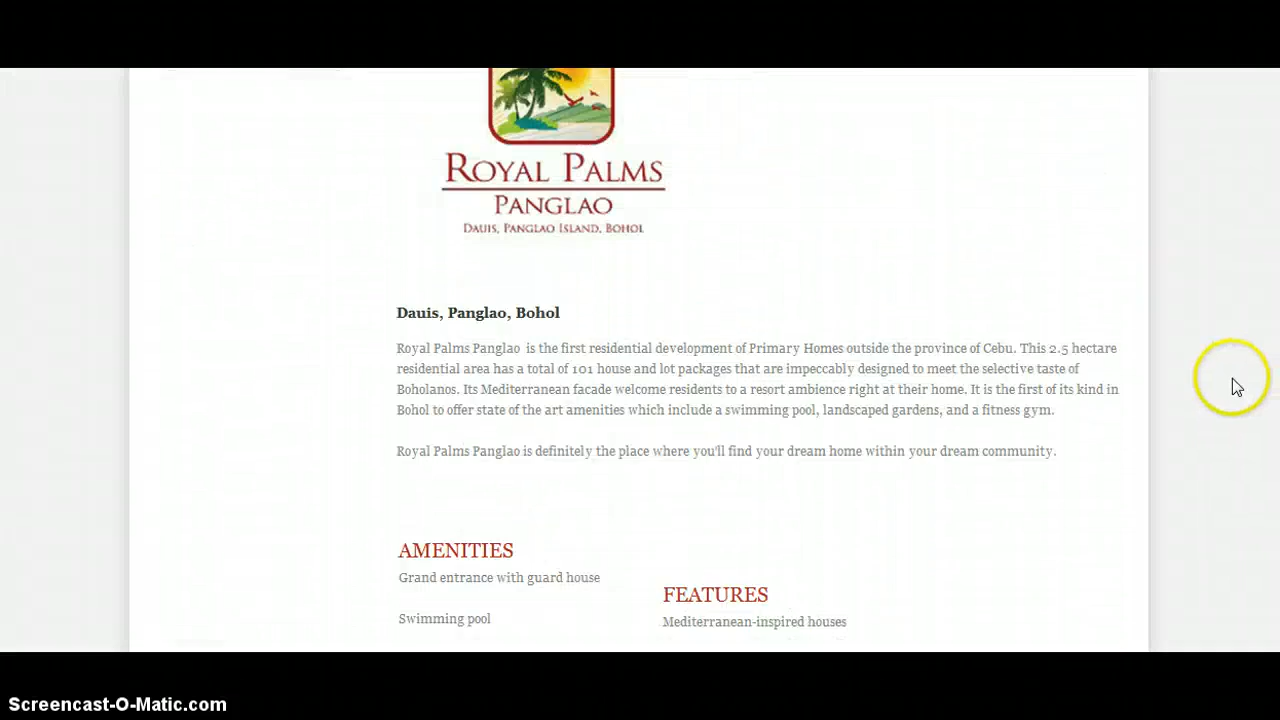 ROYAL PALMS
PANGLAO
DAUIS, PANGLAO ISLAND, BOHOL
Dauis, Panglao, Bohol
Royal Palms Panglao is the first residential development of Primary Homes outside the province of Cebu. This 2.5 hectare
residential area has a total of 101 house and lot packages that are impeccably designed to meet the selective taste of
Boholanos. Its Mediterranean facade welcome residents to a resort ambience right at their home. It is the first of its kind in
Bohol to offer state of the art amenities which include a swimming pool, landscaped gardens, and a fitness gym.
Royal Palms Panglao is definitely the place where you'll find your dream home within your dream community.
AMENITIES
Grand entrance with guard house
Swimming pool
FEATURES
Mediterranean-inspired houses
Screencast-O-Matic.com